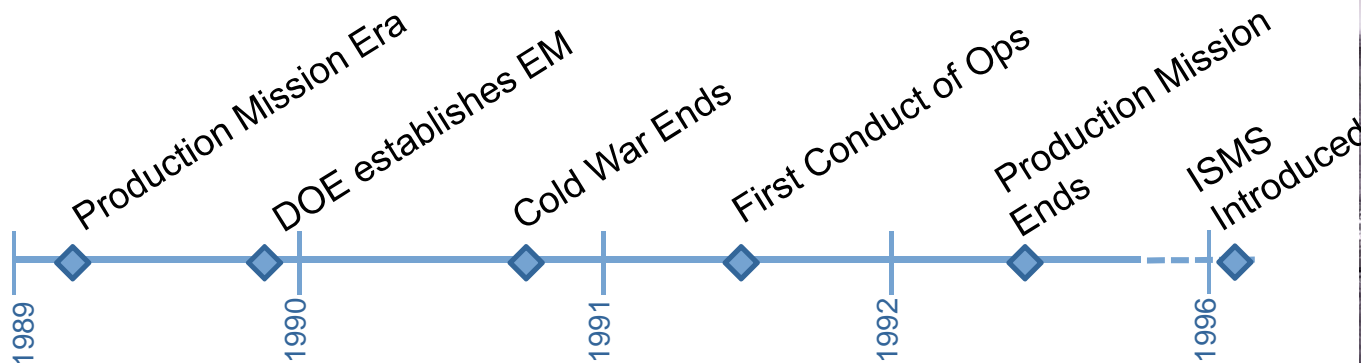 Production Mission Era
DOE establishes EM
Cold War Ends
First Conduct of Ops
Production Mission
Ends
ISMS
Introduced
1989
1990
1991
1992
1996